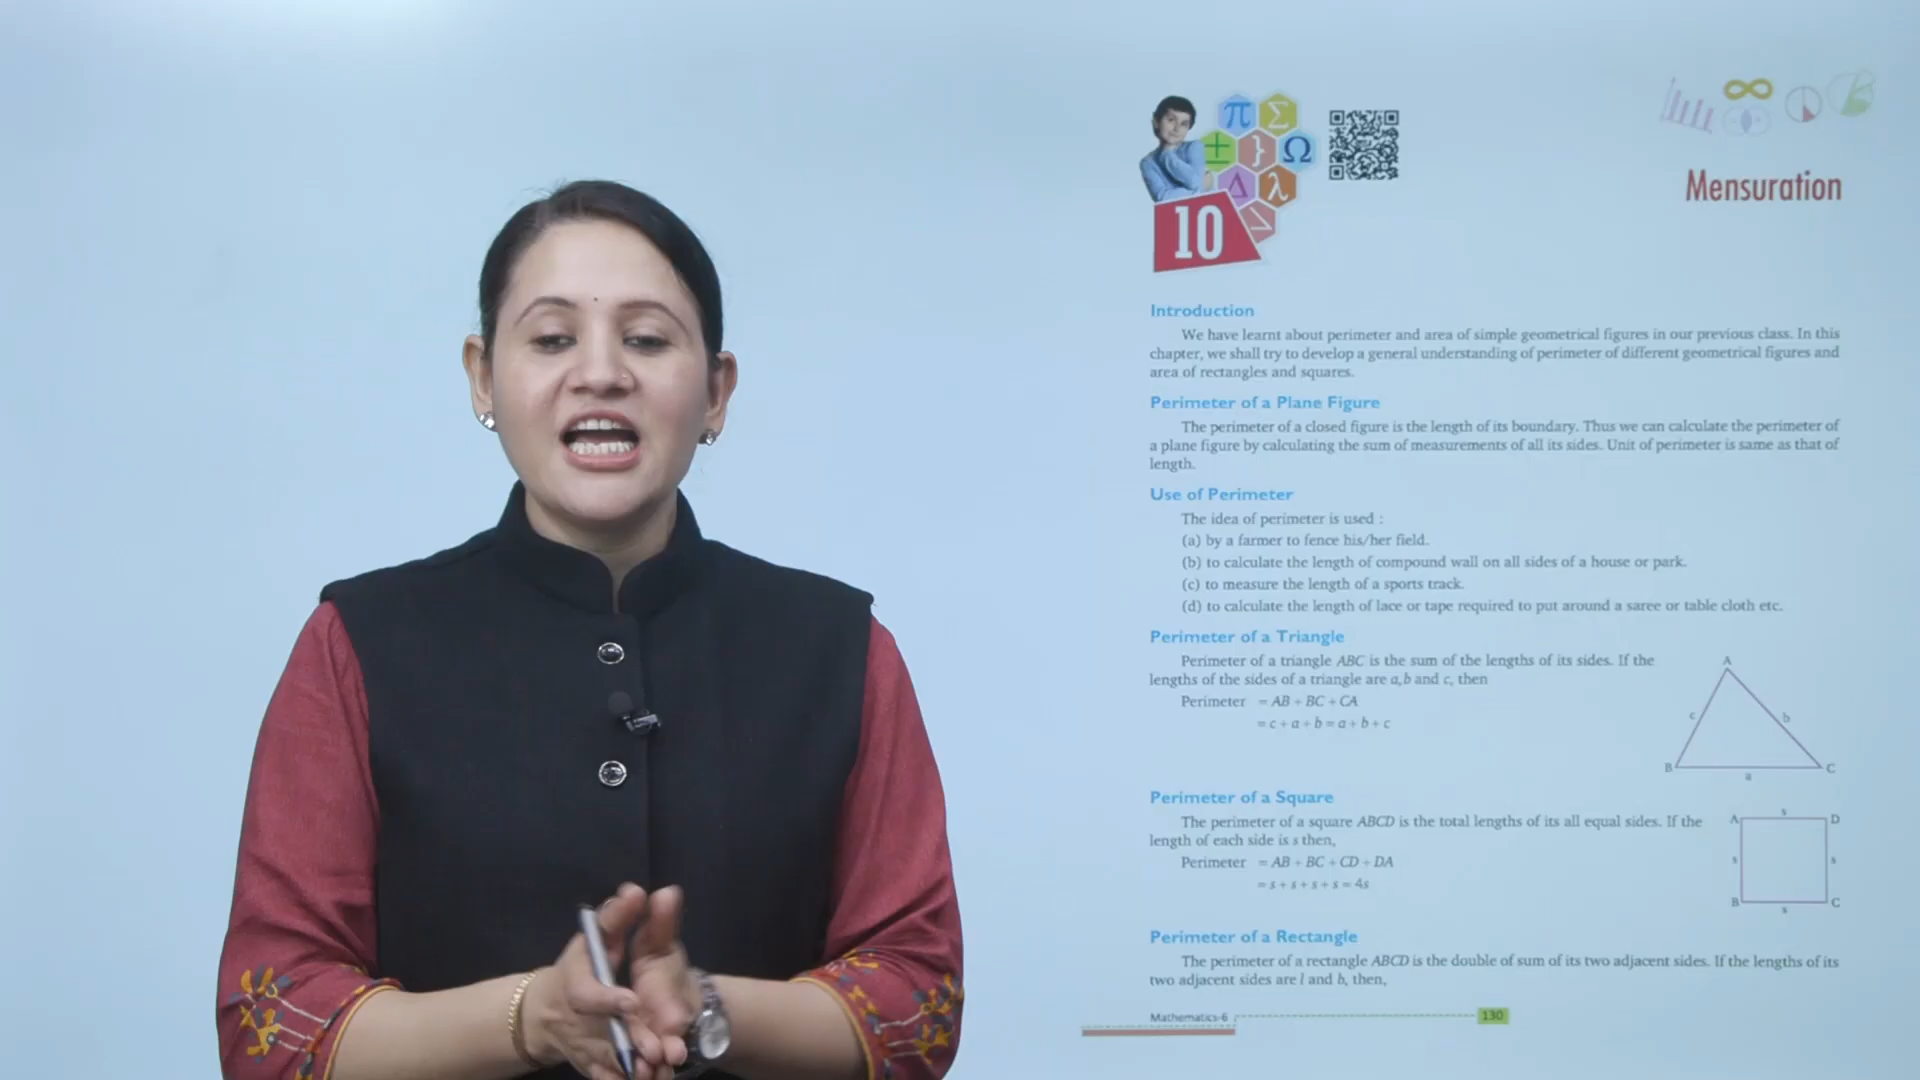 π Σ
± } Ω
Δ λ
10
Mensuration
Introduction
We have learnt about perimeter and area of simple geometrical figures in our previous class. In this
chapter, we shall try to develop a general understanding of perimeter of different geometrical figures and
area of rectangles and squares.
Perimeter of a Plane Figure
The perimeter of a closed figure is the length of its boundary. Thus we can calculate the perimeter of
a plane figure by calculating the sum of measurements of all its sides. Unit of perimeter is same as that of
length.
Use of Perimeter
The idea of perimeter is used :
(a) by a farmer to fence his/her field.
(b) to calculate the length of compound wall on all sides of a house or park.
(c) to measure the length of a sports track.
(d) to calculate the length of lace or tape required to put around a saree or table cloth etc.
Perimeter of a Triangle
Perimeter of a triangle ABC is the sum of the lengths of its sides. If the
lengths of the sides of a triangle are a, b and c, then
Perimeter = AB + BC + CA
= c + a + b = a + b + c
A
c b
B C
a
Perimeter of a Square
The perimeter of a square ABCD is the total lengths of its all equal sides. If the
length of each side is s then,
Perimeter = AB + BC + CD + DA
= s + s + s + s = 4s
s
A D
s s
B C
s
Perimeter of a Rectangle
The perimeter of a rectangle ABCD is the double of sum of its two adjacent sides. If the lengths of its
two adjacent sides are l and b, then,
Mathematics-6 130